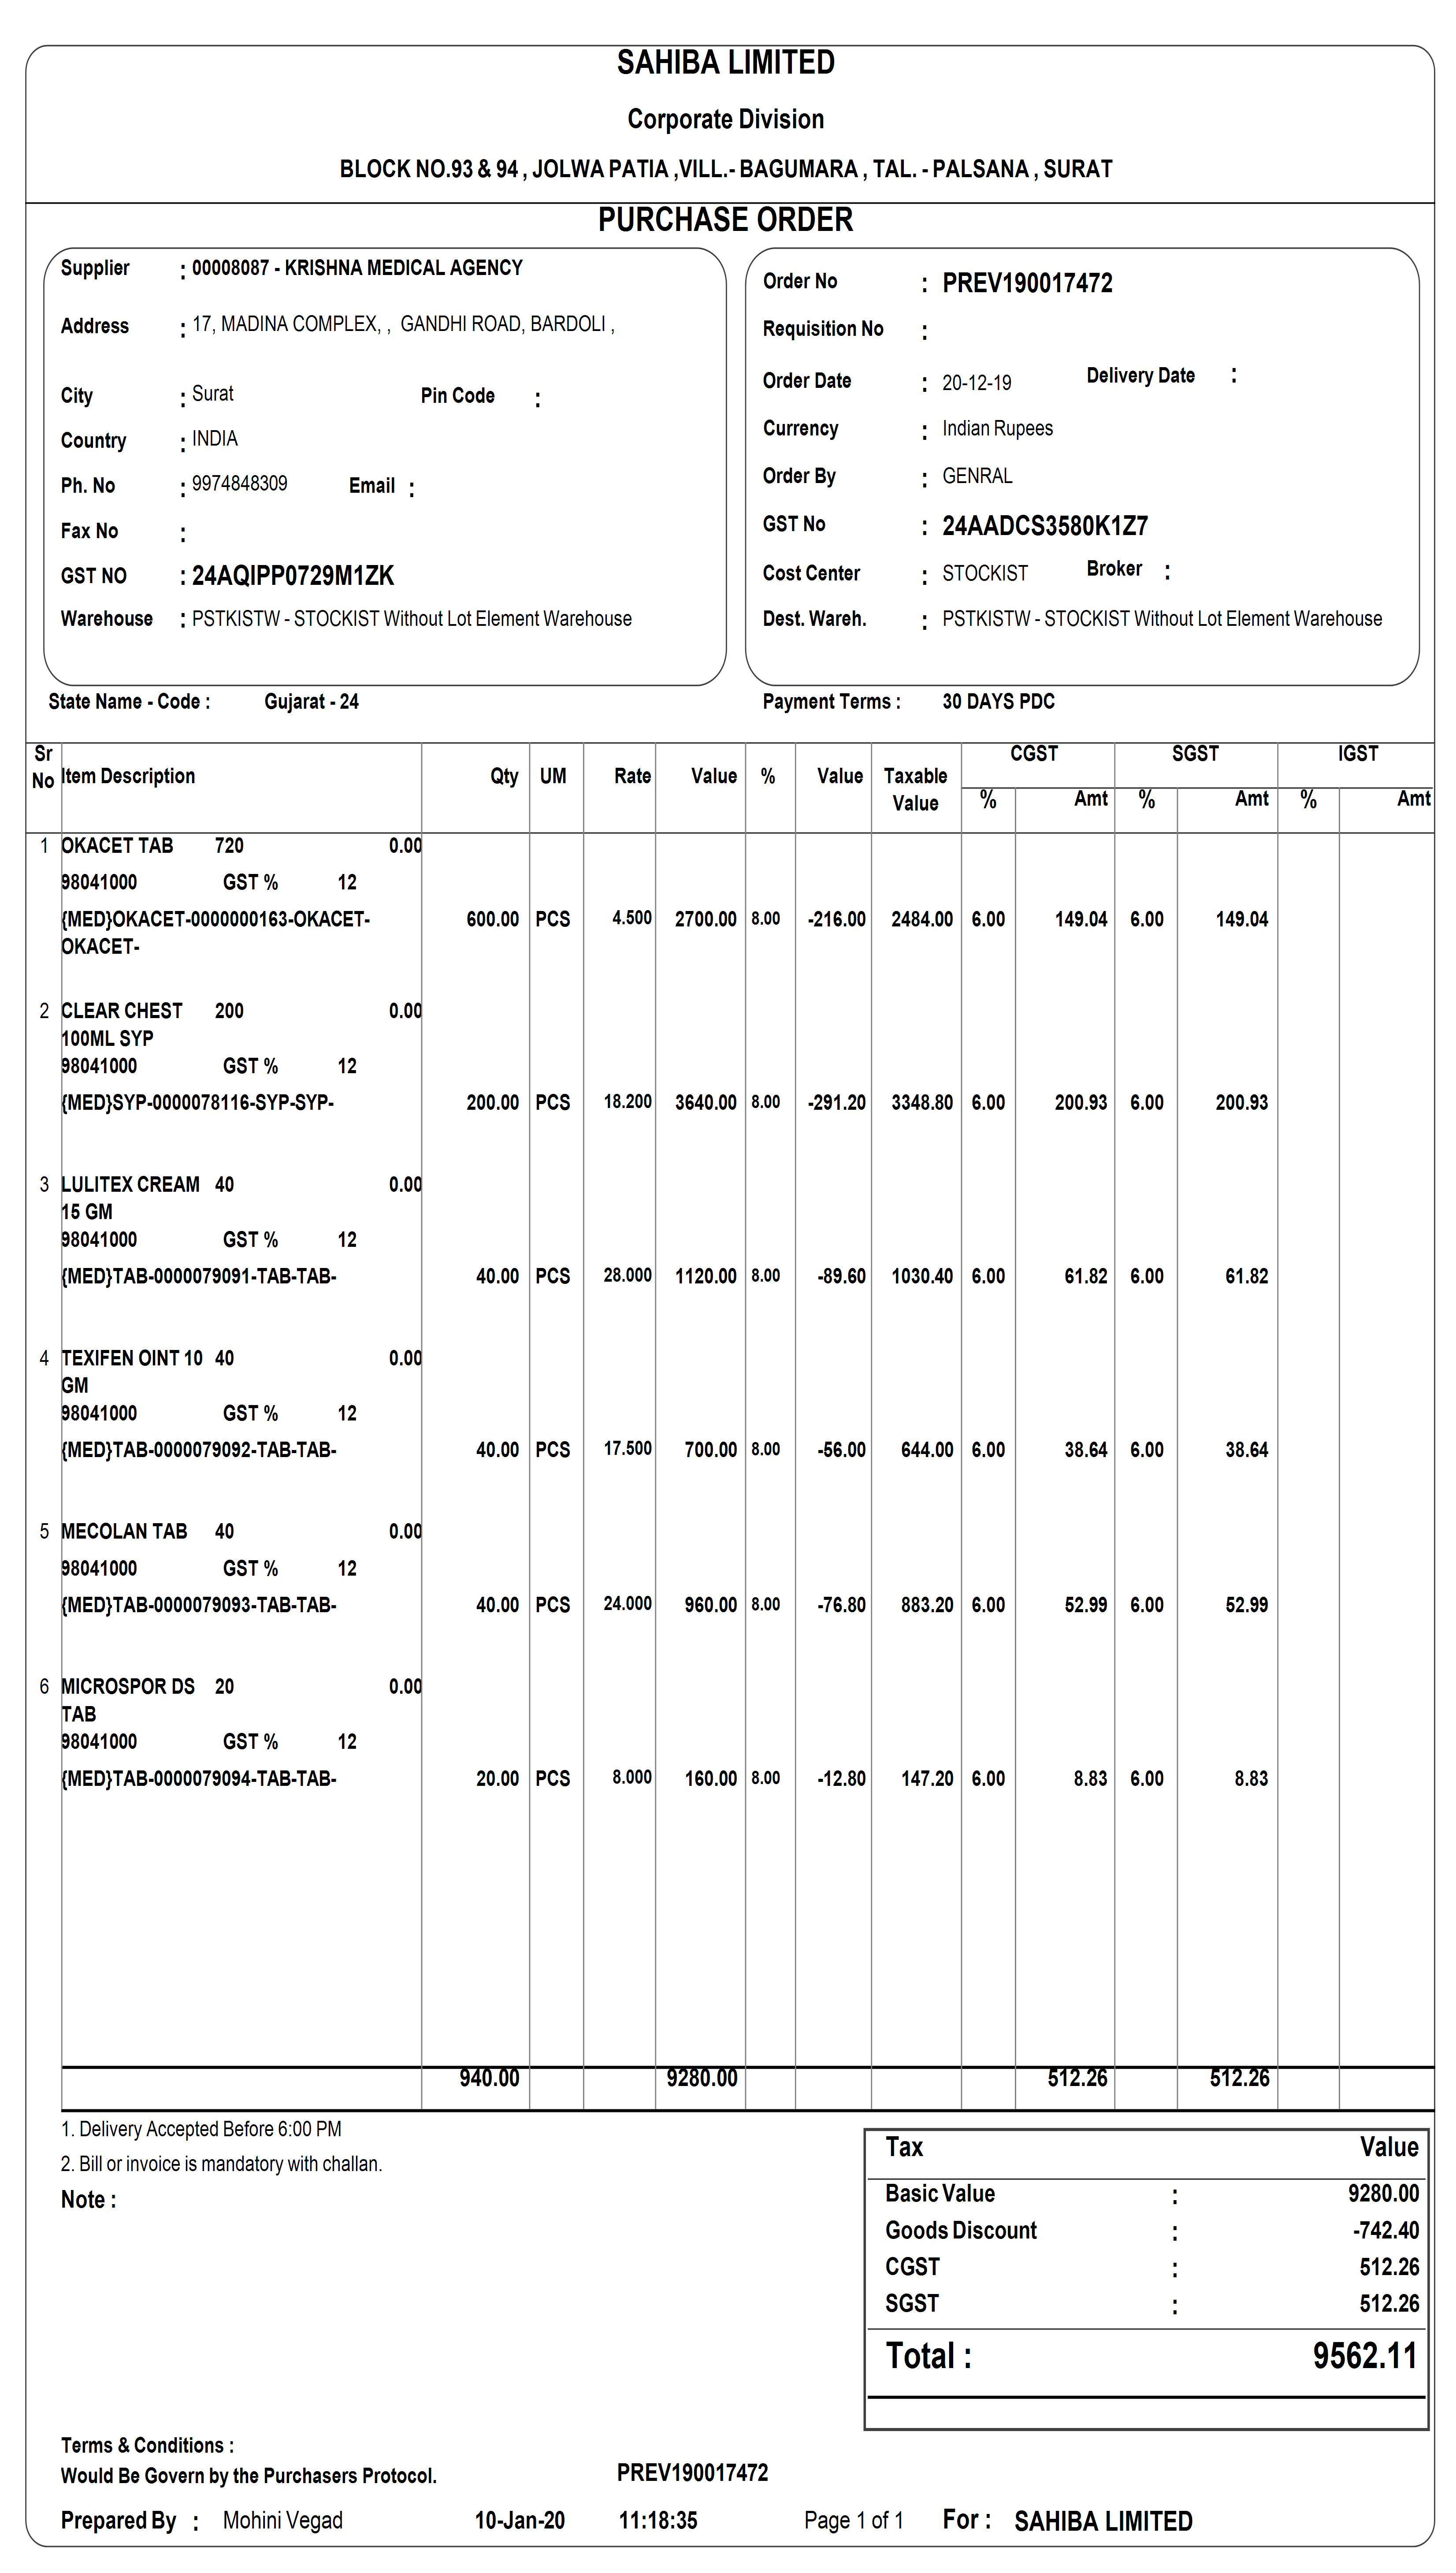 SAHIBA LIMITED
Corporate Division
BLOCK NO.93 & 94 , JOLWA PATIA ,VILL.- BAGUMARA , TAL. - PALSANA , SURAT
PURCHASE ORDER
Supplier : 00008087 - KRISHNA MEDICAL AGENCY
Address : 17, MADINA COMPLEX, , GANDHI ROAD, BARDOLI ,
City : Surat Pin Code :
Country : INDIA
Ph. No : 9974848309 Email :
Fax No :
GST NO : 24AQIPP0729M1ZK
Warehouse : PSTKISTW - STOCKIST Without Lot Element Warehouse
Order No : PREV190017472
Requisition No :
Order Date : 20-12-19 Delivery Date :
Currency : Indian Rupees
Order By : GENRAL
GST No : 24AADCS3580K1Z7
Cost Center : STOCKIST Broker :
Dest. Wareh. : PSTKISTW - STOCKIST Without Lot Element Warehouse
State Name - Code : Gujarat - 24 Payment Terms : 30 DAYS PDC
Sr CGST SGST IGST
No Item Description Qty UM Rate Value % Value Taxable
Value % Amt % Amt % Amt
1 OKACET TAB 720 0.00
98041000 GST % 12
{MED}OKACET-0000000163-OKACET- 600.00 PCS 4.500 2700.00 8.00 -216.00 2484.00 6.00 149.04 6.00 149.04
OKACET-
2 CLEAR CHEST 200 0.00
100ML SYP
98041000 GST % 12
{MED}SYP-0000078116-SYP-SYP- 200.00 PCS 18.200 3640.00 8.00 -291.20 3348.80 6.00 200.93 6.00 200.93
3 LULITEX CREAM 40 0.00
15 GM
98041000 GST % 12
{MED}TAB-0000079091-TAB-TAB- 40.00 PCS 28.000 1120.00 8.00 -89.60 1030.40 6.00 61.82 6.00 61.82
4 TEXIFEN OINT 10 40 0.00
GM
98041000 GST % 12
{MED}TAB-0000079092-TAB-TAB- 40.00 PCS 17.500 700.00 8.00 -56.00 644.00 6.00 38.64 6.00 38.64
5 MECOLAN TAB 40 0.00
98041000 GST % 12
{MED}TAB-0000079093-TAB-TAB- 40.00 PCS 24.000 960.00 8.00 -76.80 883.20 6.00 52.99 6.00 52.99
6 MICROSPOR DS 20 0.00
TAB
98041000 GST % 12
{MED}TAB-0000079094-TAB-TAB- 20.00 PCS 8.000 160.00 8.00 -12.80 147.20 6.00 8.83 6.00 8.83
940.00 9280.00 512.26 512.26
1. Delivery Accepted Before 6:00 PM
2. Bill or invoice is mandatory with challan.
Note :
Tax Value
Basic Value : 9280.00
Goods Discount : -742.40
CGST : 512.26
SGST : 512.26
Total : 9562.11
Terms & Conditions :
Would Be Govern by the Purchasers Protocol. PREV190017472
Prepared By : Mohini Vegad 10-Jan-20 11:18:35 Page 1 of 1 For : SAHIBA LIMITED